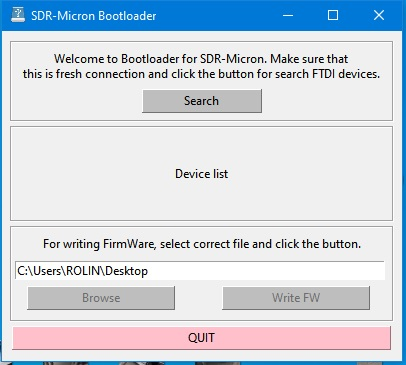 SDR-Micron Bootloader
Welcome to Bootloader for SDR-Micron. Make sure that
this is fresh connection and click the button for search FTDI devices.
Search
Device list
For writing FirmWare, select correct file and click the button.
C:\Users\ROLIN\Desktop
Browse
Write FW
QUIT